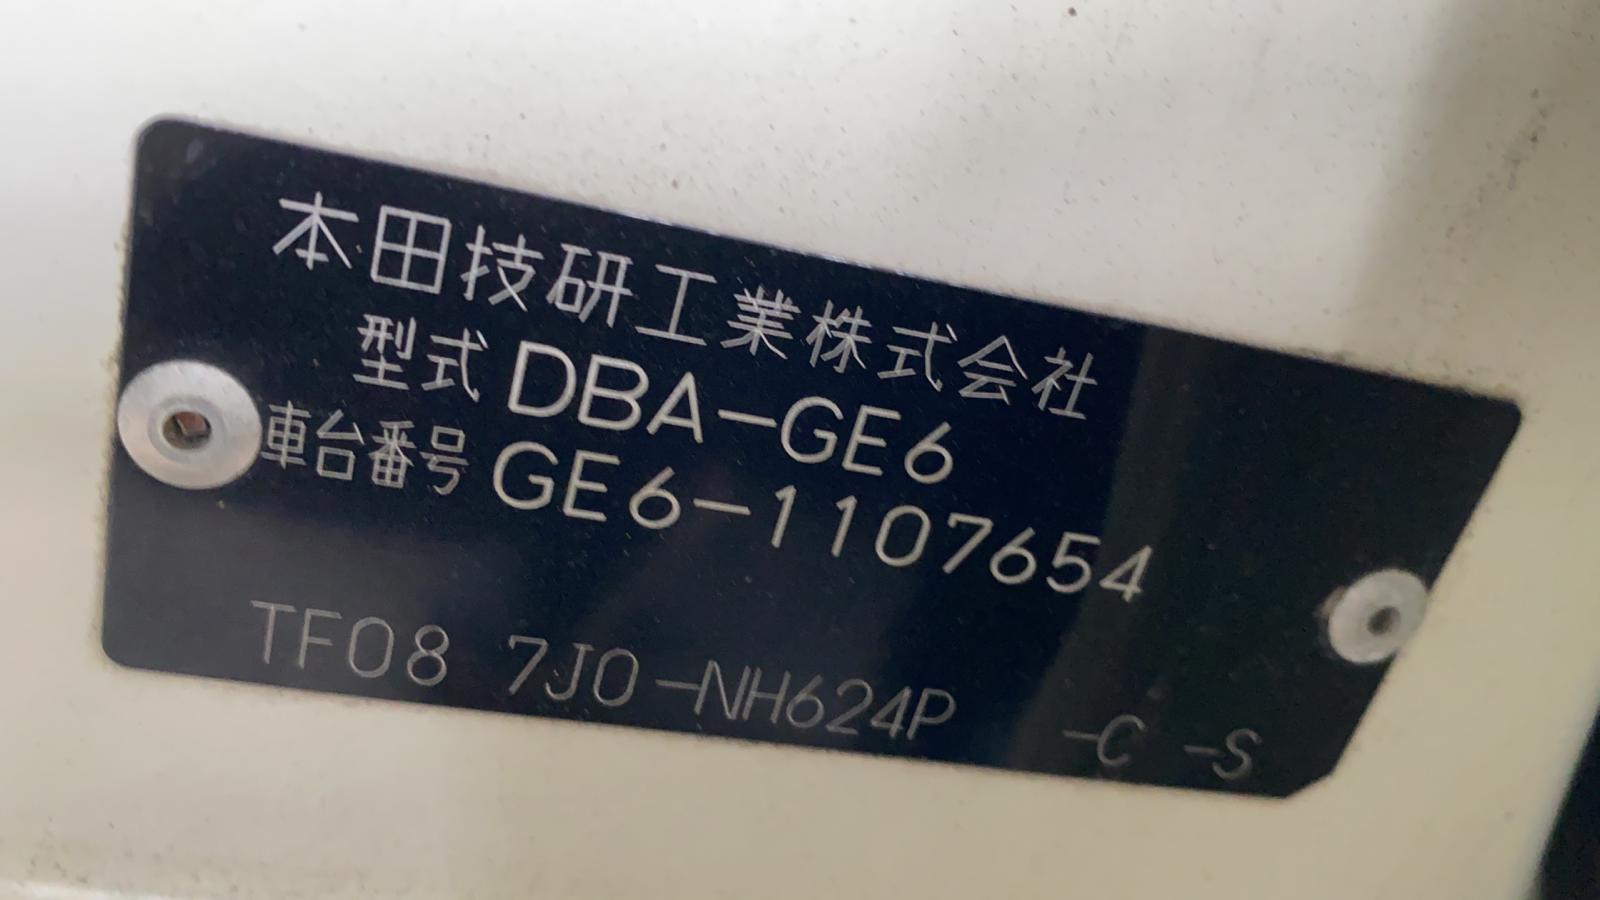 本田技研工業株式会社
型式 DBA-GE6
車台番号 GE6-1107654
TF08 7J0-NH624P -C -S